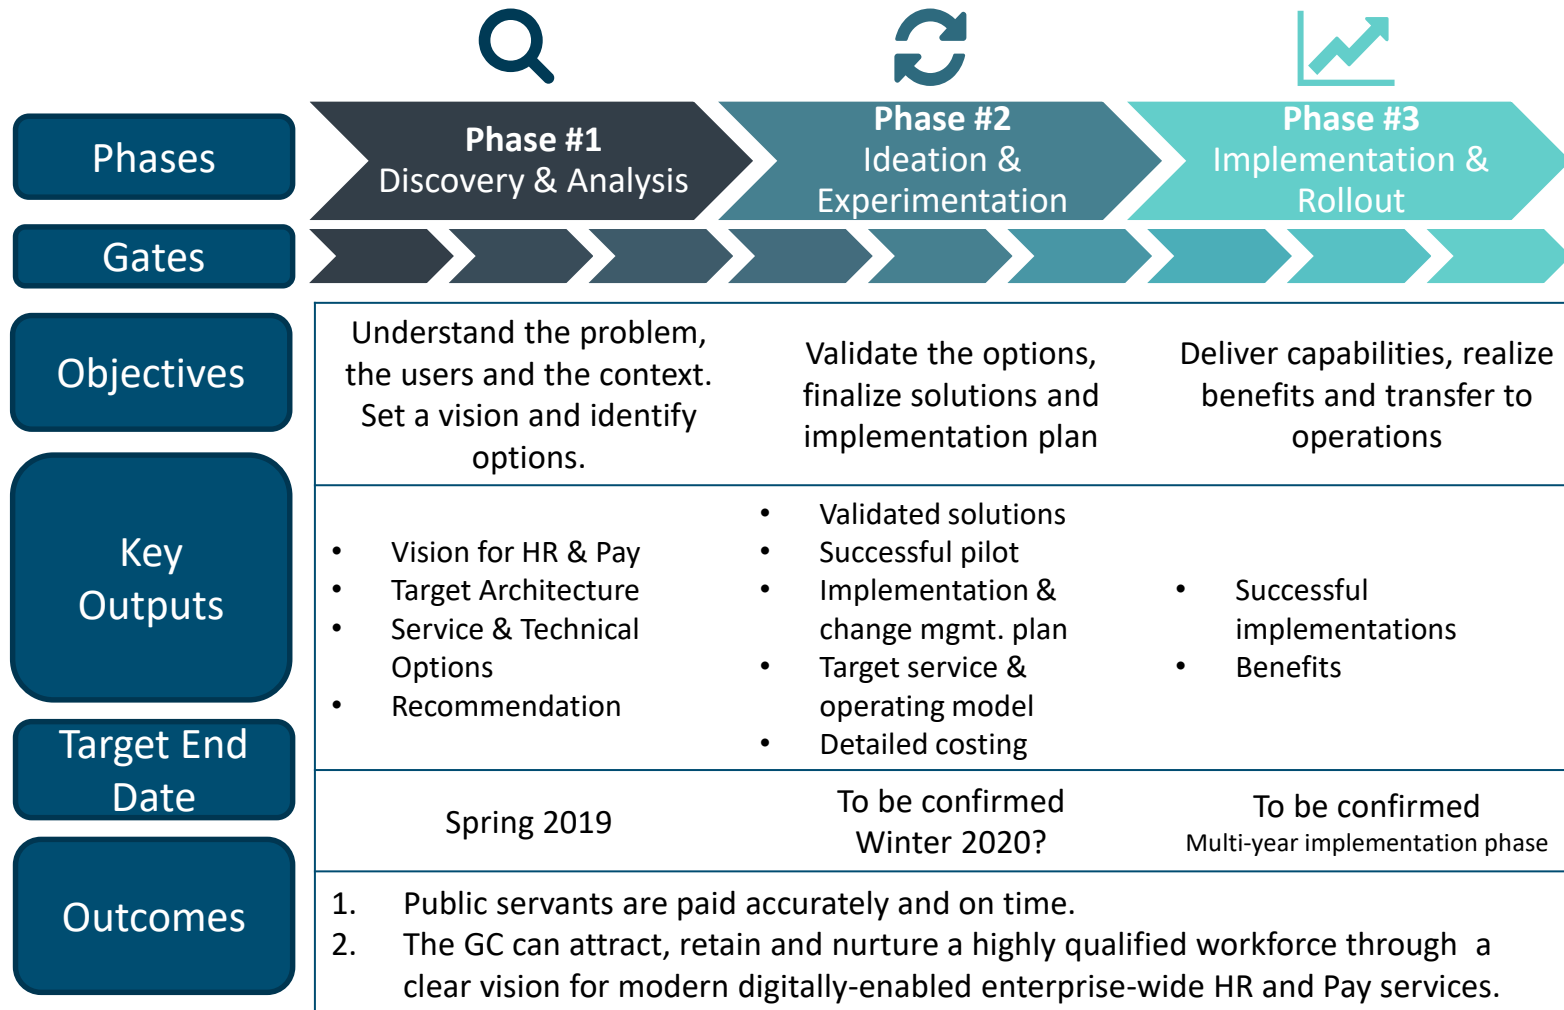 Phases
Phase #1
Discovery & Analysis
Phase #2
Ideation &
Experimentation
Phase #3
Implementation &
Rollout
Gates
Objectives
Understand the problem,
the users and the context.
Set a vision and identify
options.
Validate the options,
finalize solutions and
implementation plan
Deliver capabilities, realize
benefits and transfer to
operations
Key
Outputs
• Vision for HR & Pay
• Target Architecture
• Service & Technical
Options
• Recommendation
• Validated solutions
• Successful pilot
• Implementation &
change mgmt. plan
• Target service &
operating model
• Detailed costing
• Successful
implementations
• Benefits
Target End
Date
Spring 2019
To be confirmed
Winter 2020?
To be confirmed
Multi-year implementation phase
Outcomes
1. Public servants are paid accurately and on time.
2. The GC can attract, retain and nurture a highly qualified workforce through a
clear vision for modern digitally-enabled enterprise-wide HR and Pay services.